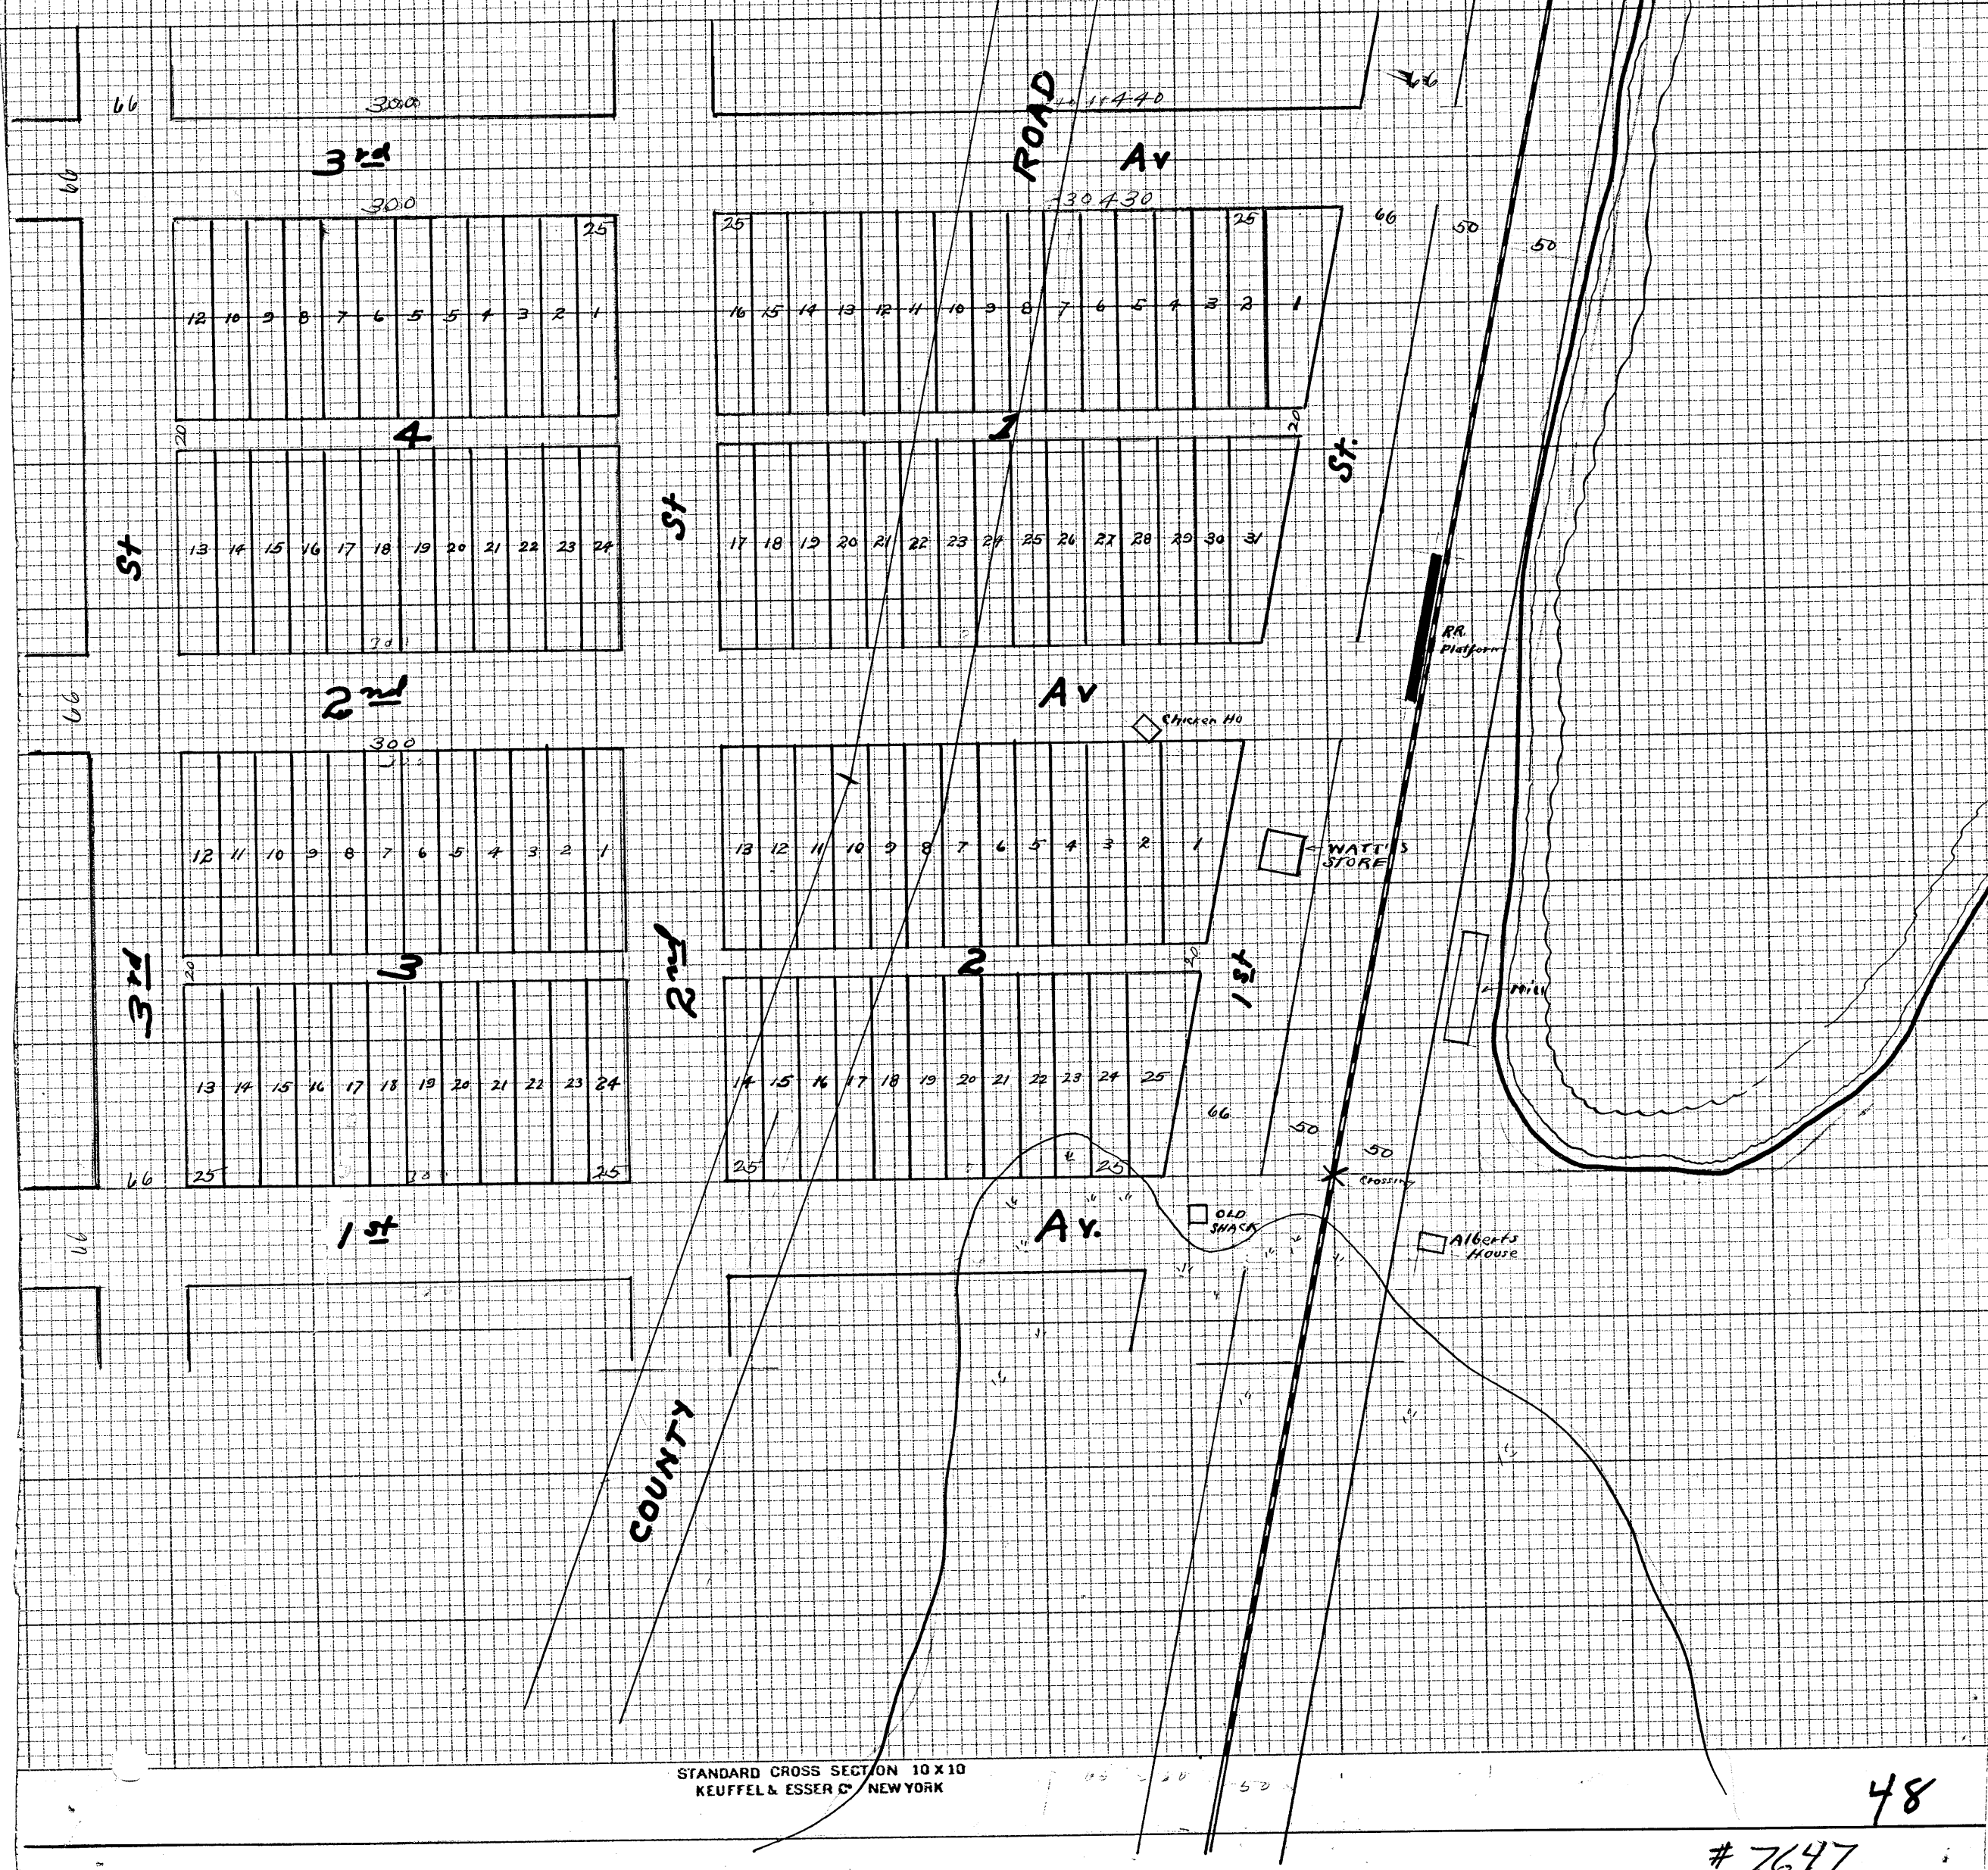 66
300
440
66
ROAD
3rd Av
66
300
30 430
25 25 25
66 50 50
12 10 9 8 7 6 5 5 4 3 2 1
16 15 14 13 12 11 10 9 8 7 6 5 4 3 2 1
20 4 1 20
St St St.
13 14 15 16 17 18 19 20 21 22 23 24
17 18 19 20 21 22 23 24 25 26 27 28 29 30 31
RR
Platform
66
2nd Av
Chicken Ho
300
12 11 10 9 8 7 6 5 4 3 2 1
13 12 11 10 9 8 7 6 5 4 3 2 1
WATT'S
STORE
3rd 2nd 1st
20 3 2 20
Mill
13 14 15 16 17 18 19 20 21 22 23 24
14 15 16 17 18 19 20 21 22 23 24 25
66 50 50
66 25 25 25 25
Crossing
66
1st Av.
OLD
SHACK
Alberts
House
COUNTY
STANDARD CROSS SECTION 10 X 10
KEUFFEL & ESSER Co. NEW YORK
50
48
# 7647